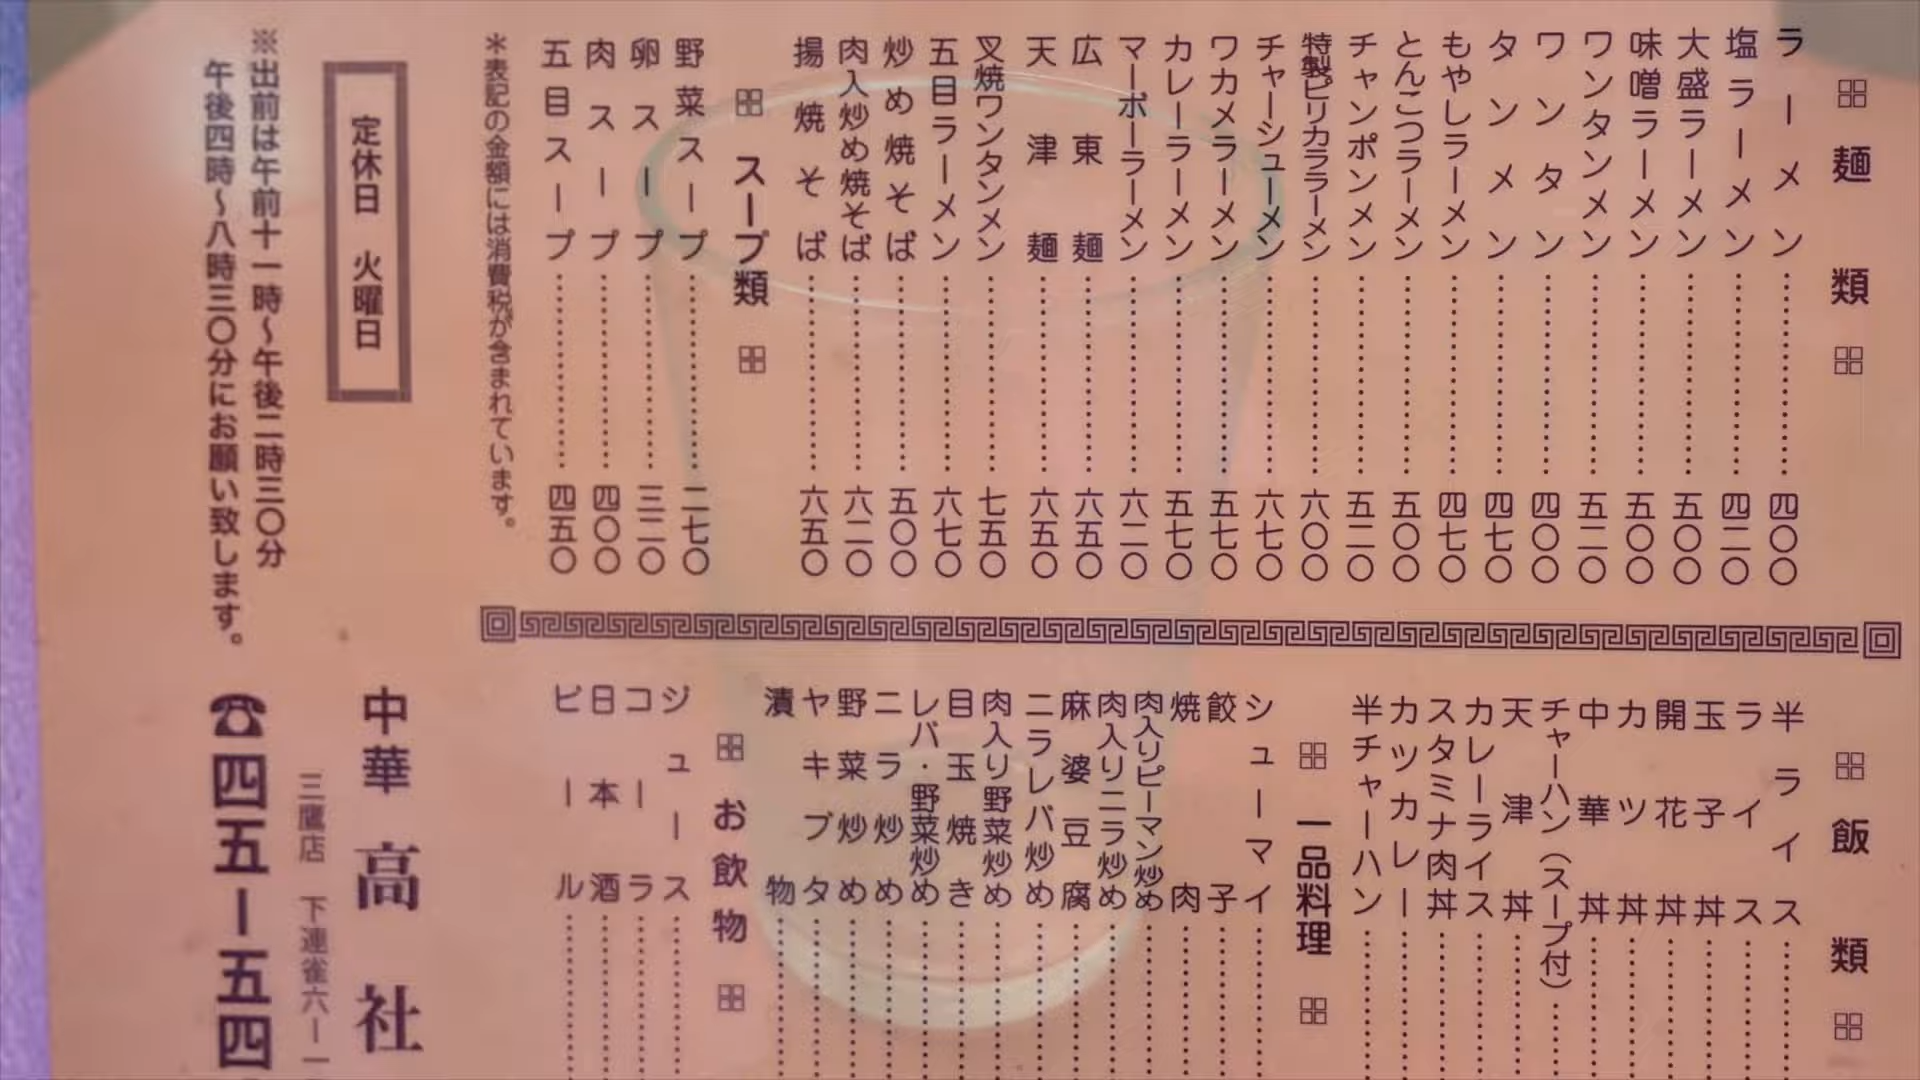 麺類
ラーメン 四〇〇
塩ラーメン 四二〇
大盛ラーメン 五〇〇
味噌ラーメン 五〇〇
ワンタンメン 五二〇
ワンタン 四〇〇
タンメン 四七〇
もやしラーメン 四七〇
とんこつラーメン 五〇〇
チャンポンメン 五二〇
特製ピリカララーメン 六〇〇
チャーシューメン 六七〇
ワカメラーメン 五七〇
カレーラーメン 五七〇
マーボーラーメン 六二〇
広東麺 六五〇
天津麺 六五〇
叉焼ワンタンメン 七五〇
五目ラーメン 六七〇
炒め焼そば 五〇〇
肉入炒め焼そば 六二〇
揚焼そば 六五〇
スープ類
野菜スープ 二七〇
卵スープ 三二〇
肉スープ 四〇〇
五目スープ 四五〇
*表記の金額には消費税が含まれています。
定休日 火曜日
※出前は午前十一時〜午後二時三〇分
午後四時〜八時三〇分にお願い致します。
飯類
半ライス
ライス
玉子丼
開花丼
カツ丼
中華丼
チャーハン(スープ付)
天津丼
カレーライス
スタミナ肉丼
カツカレー
半チャーハン
一品料理
シューマイ
餃子
焼肉
肉入りピーマン炒め
肉入りニラ炒め
麻婆豆腐
ニラレバ炒め
肉入り野菜炒め
目玉焼き
レバ・野菜炒め
ニラ炒め
野菜炒め
ヤキブタ
漬物
お飲物
ジュース
コーラ
日本酒
ビール
中華高社
三鷹店 下連雀六ー一
☎四五ー五四